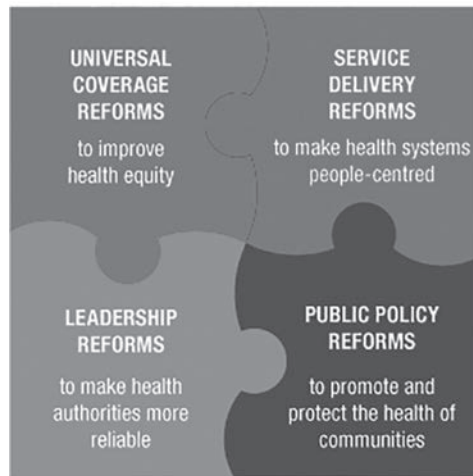 UNIVERSAL
COVERAGE
REFORMS
to improve
health equity
SERVICE
DELIVERY
REFORMS
to make health systems
people-centred
LEADERSHIP
REFORMS
to make health
authorities more
reliable
PUBLIC POLICY
REFORMS
to promote and
protect the health of
communities